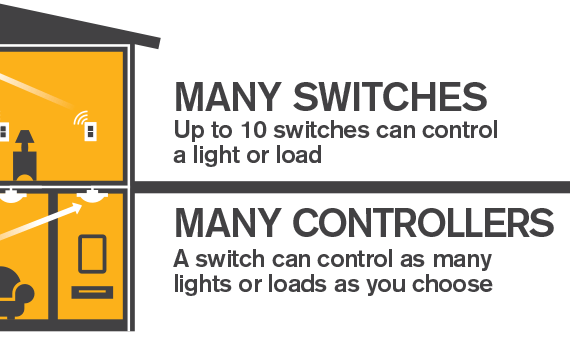 MANY SWITCHES
Up to 10 switches can control
a light or load
MANY CONTROLLERS
A switch can control as many
lights or loads as you choose